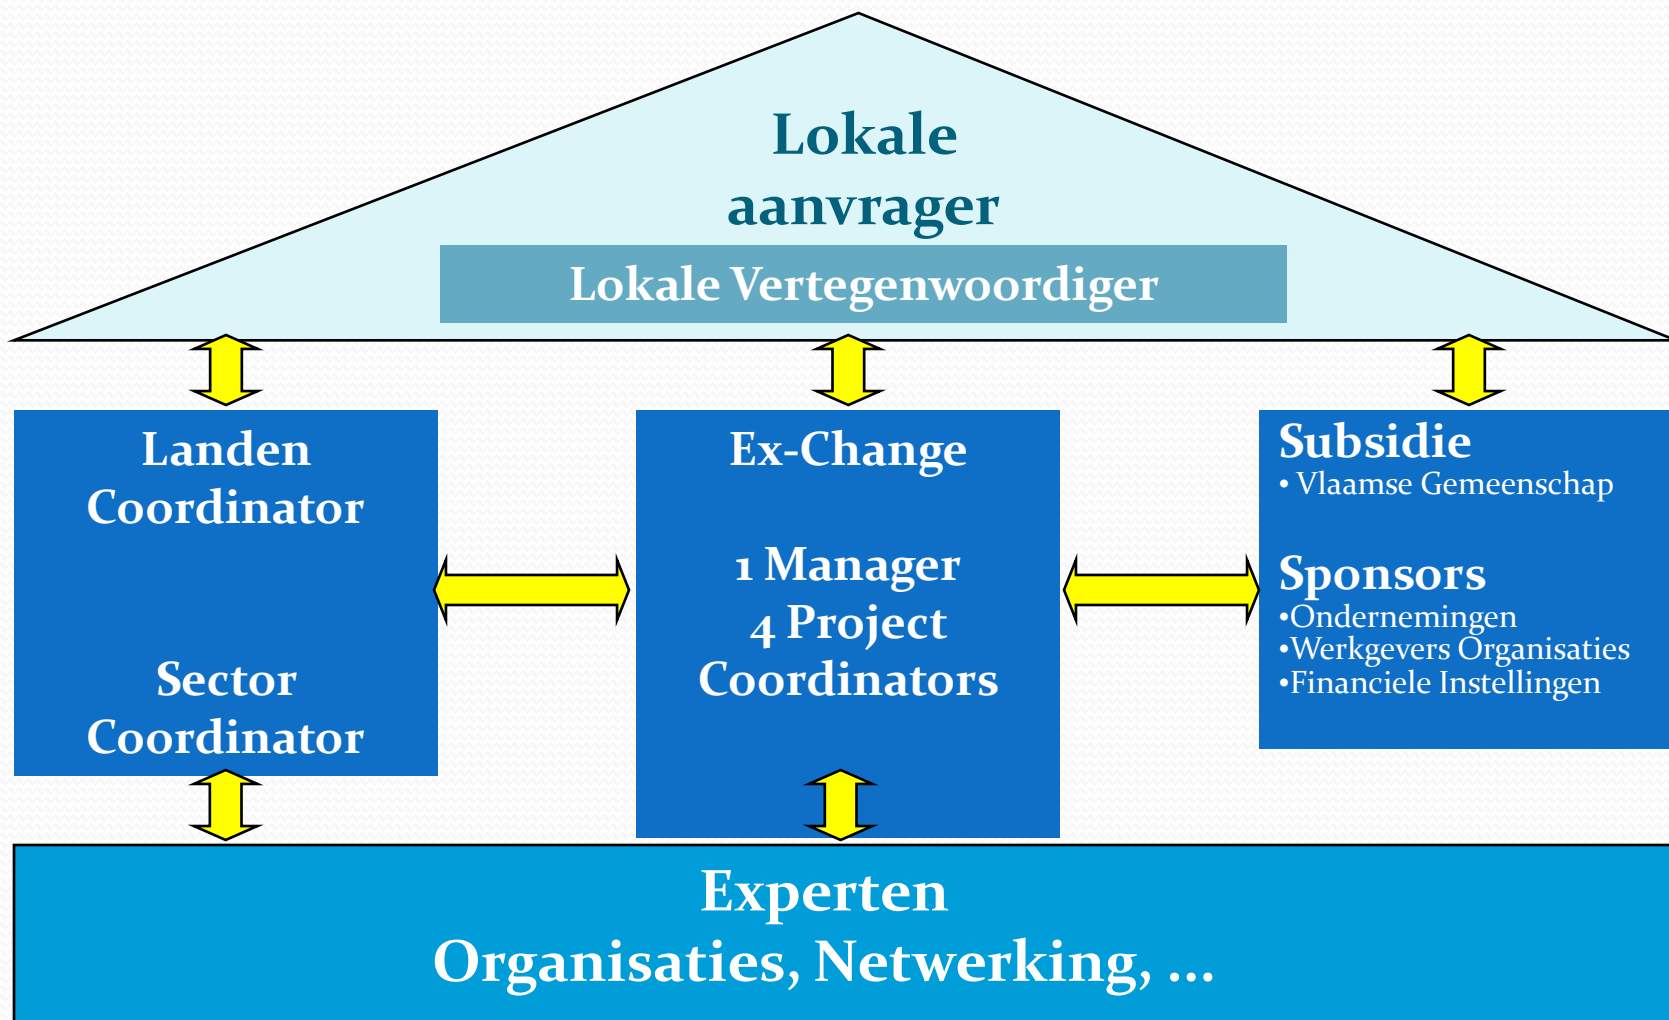 Lokale
aanvrager
Lokale Vertegenwoordiger
Landen
Coordinator
Sector
Coordinator
Ex-Change
1 Manager
4 Project
Coordinators
Subsidie
• Vlaamse Gemeenschap
Sponsors
•Ondernemingen
•Werkgevers Organisaties
•Financiele Instellingen
Experten
Organisaties, Netwerking, ...